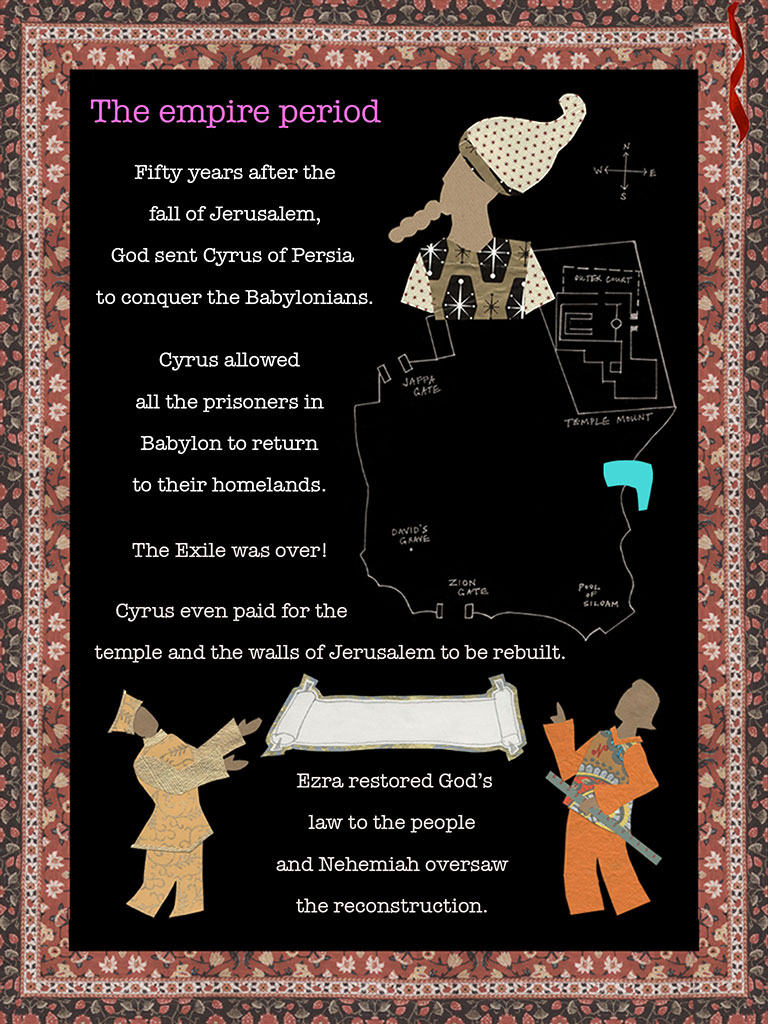 The empire period
Fifty years after the
fall of Jerusalem,
God sent Cyrus of Persia
to conquer the Babylonians.
Cyrus allowed
all the prisoners in
Babylon to return
to their homelands.
The Exile was over!
Cyrus even paid for the
temple and the walls of Jerusalem to be rebuilt.
N
W E
S
OUTER COURT
JAFFA
GATE
TEMPLE MOUNT
DAVID'S
GRAVE
ZION
GATE
POOL
OF
SILOAM
Ezra restored God's
law to the people
and Nehemiah oversaw
the reconstruction.